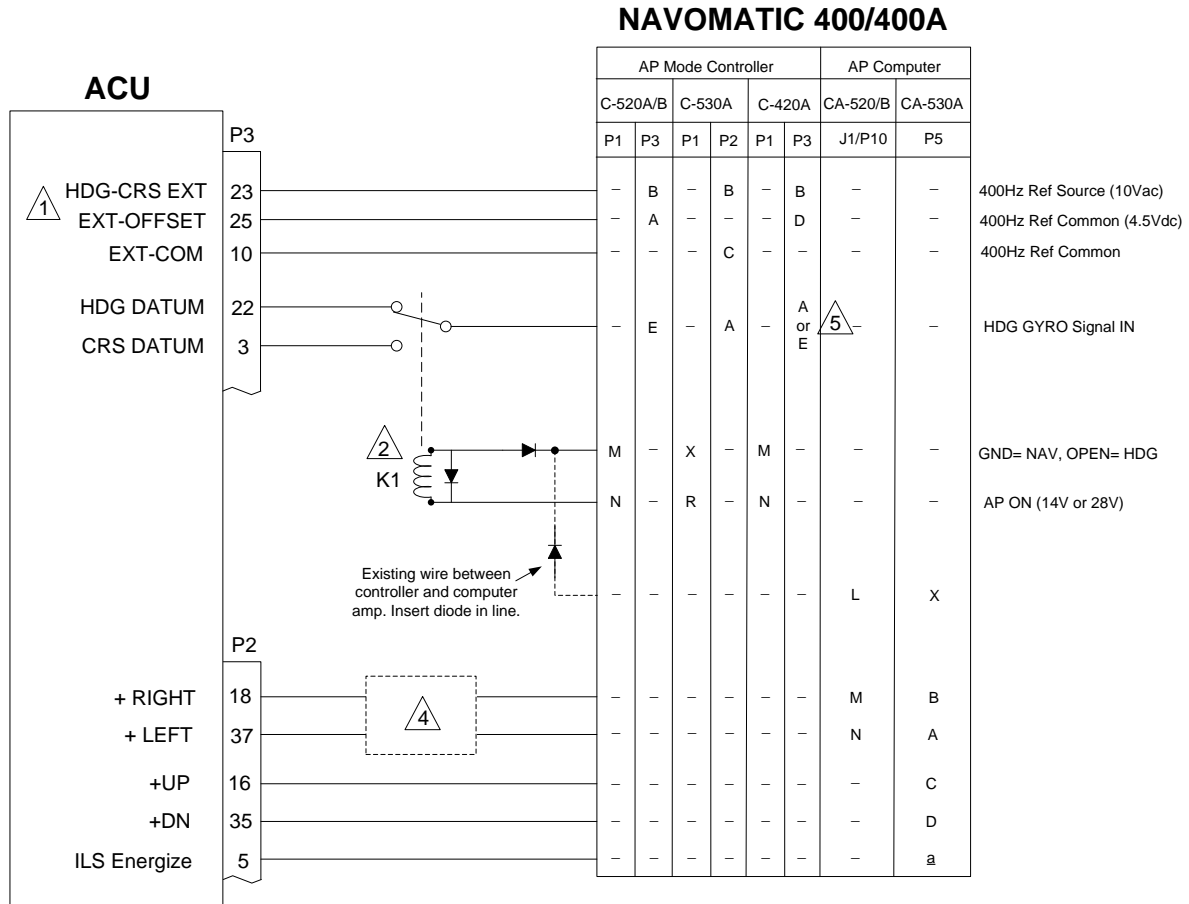 NAVOMATIC 400/400A
ACU
AP Mode Controller AP Computer
C-520A/B C-530A C-420A CA-520/B CA-530A
P1 P3 P1 P2 P1 P3 J1/P10 P5
P3
1 HDG-CRS EXT 23 – B – B – B – – 400Hz Ref Source (10Vac)
EXT-OFFSET 25 – A – – – D – – 400Hz Ref Common (4.5Vdc)
EXT-COM 10 – – – C – – – – 400Hz Ref Common
HDG DATUM 22
– E – A – A or E 5 – – HDG GYRO Signal IN
CRS DATUM 3
2
K1
M – X – M – – – GND= NAV, OPEN= HDG
N – R – N – – – AP ON (14V or 28V)
Existing wire between
controller and computer
amp. Insert diode in line.
– – – – – – L X
P2
+ RIGHT 18 4 – – – – – – M B
+ LEFT 37 – – – – – – N A
+UP 16 – – – – – – – C
+DN 35 – – – – – – – D
ILS Energize 5 – – – – – – – a